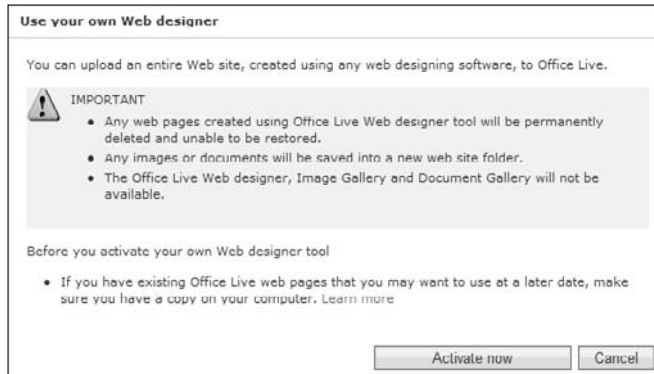 Use your own Web designer
You can upload an entire Web site, created using any web designing software, to Office Live.
IMPORTANT
• Any web pages created using Office Live Web designer tool will be permanently
deleted and unable to be restored.
• Any images or documents will be saved into a new web site folder.
• The Office Live Web designer, Image Gallery and Document Gallery will not be
available.
Before you activate your own Web designer tool
• If you have existing Office Live web pages that you may want to use at a later date, make
sure you have a copy on your computer. Learn more
Activate now Cancel